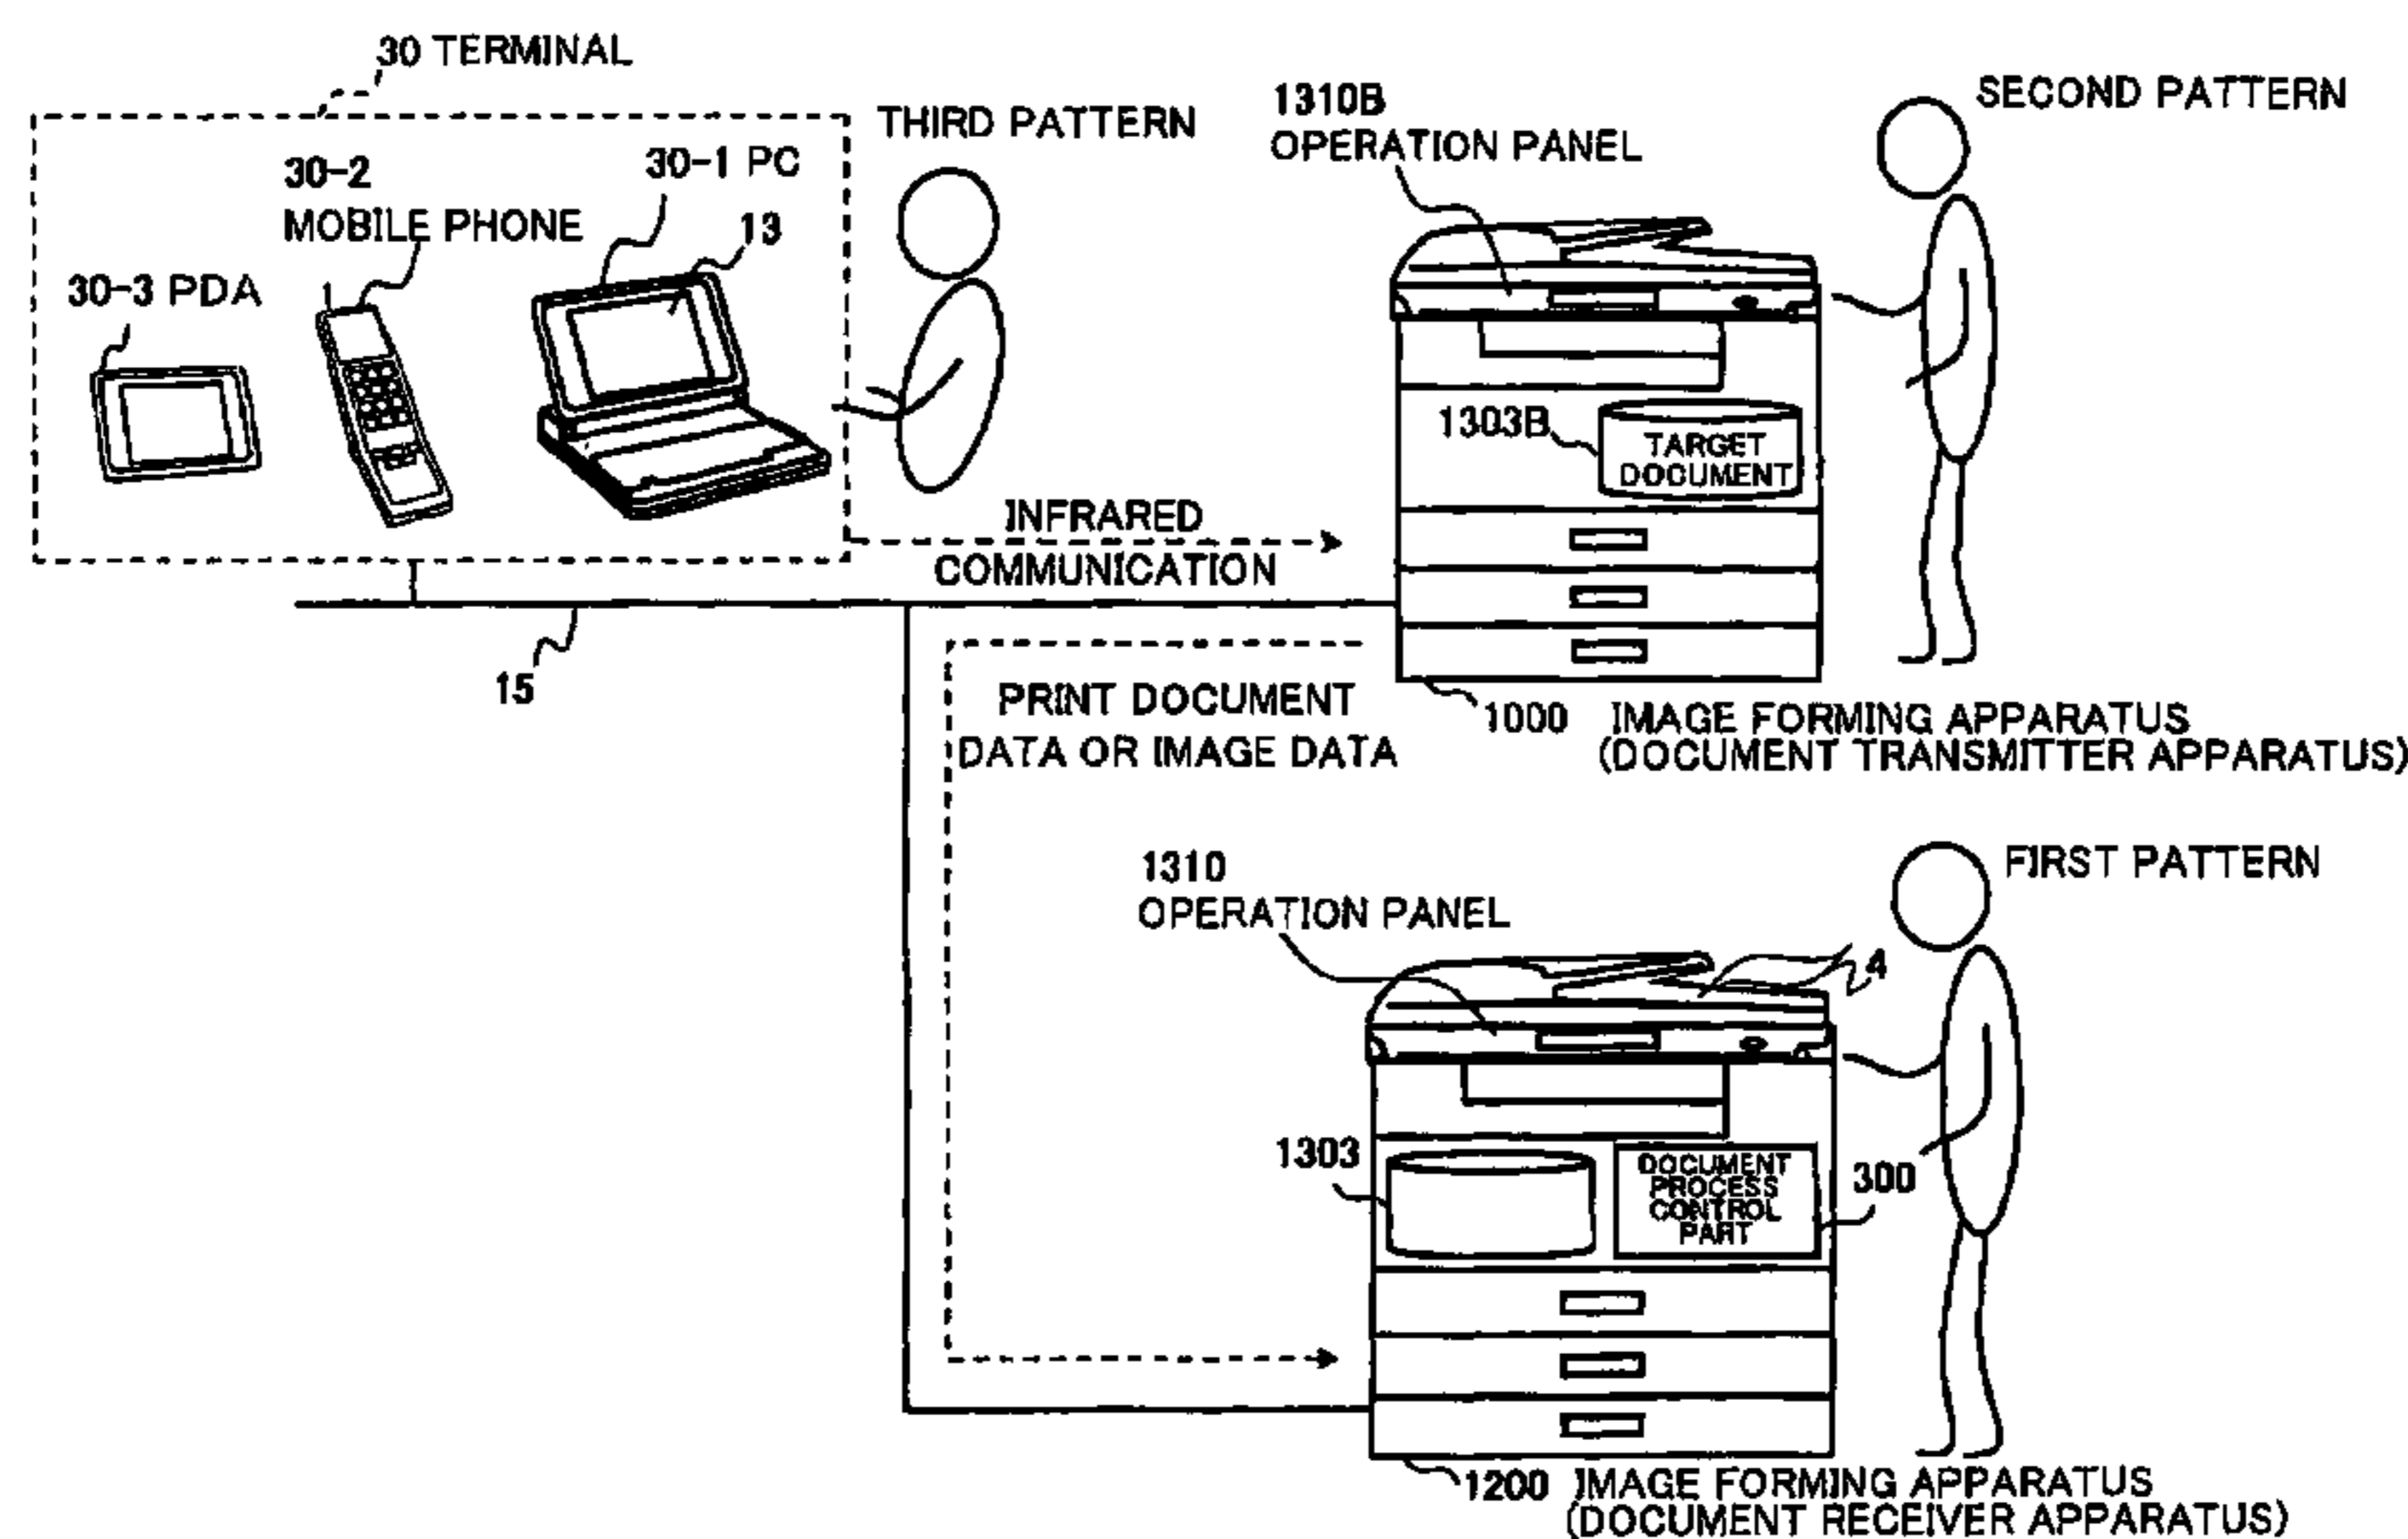 30 TERMINAL
THIRD PATTERN
30-2
MOBILE PHONE
30-1 PC
13
30-3 PDA
1310B
OPERATION PANEL
SECOND PATTERN
1303B
TARGET
DOCUMENT
INFRARED
COMMUNICATION
15
PRINT DOCUMENT
DATA OR IMAGE DATA
1000 IMAGE FORMING APPARATUS
(DOCUMENT TRANSMITTER APPARATUS)
1310
OPERATION PANEL
FIRST PATTERN
4
1303
DOCUMENT
PROCESS
CONTROL
PART
300
1200 IMAGE FORMING APPARATUS
(DOCUMENT RECEIVER APPARATUS)